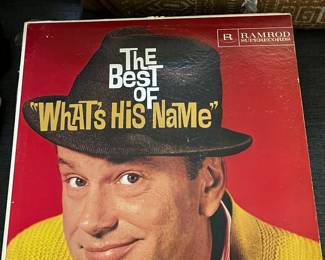 THE
BEST
OF
"WHAT'S HIS NAME"
R RAMROD
SUPERECORDS